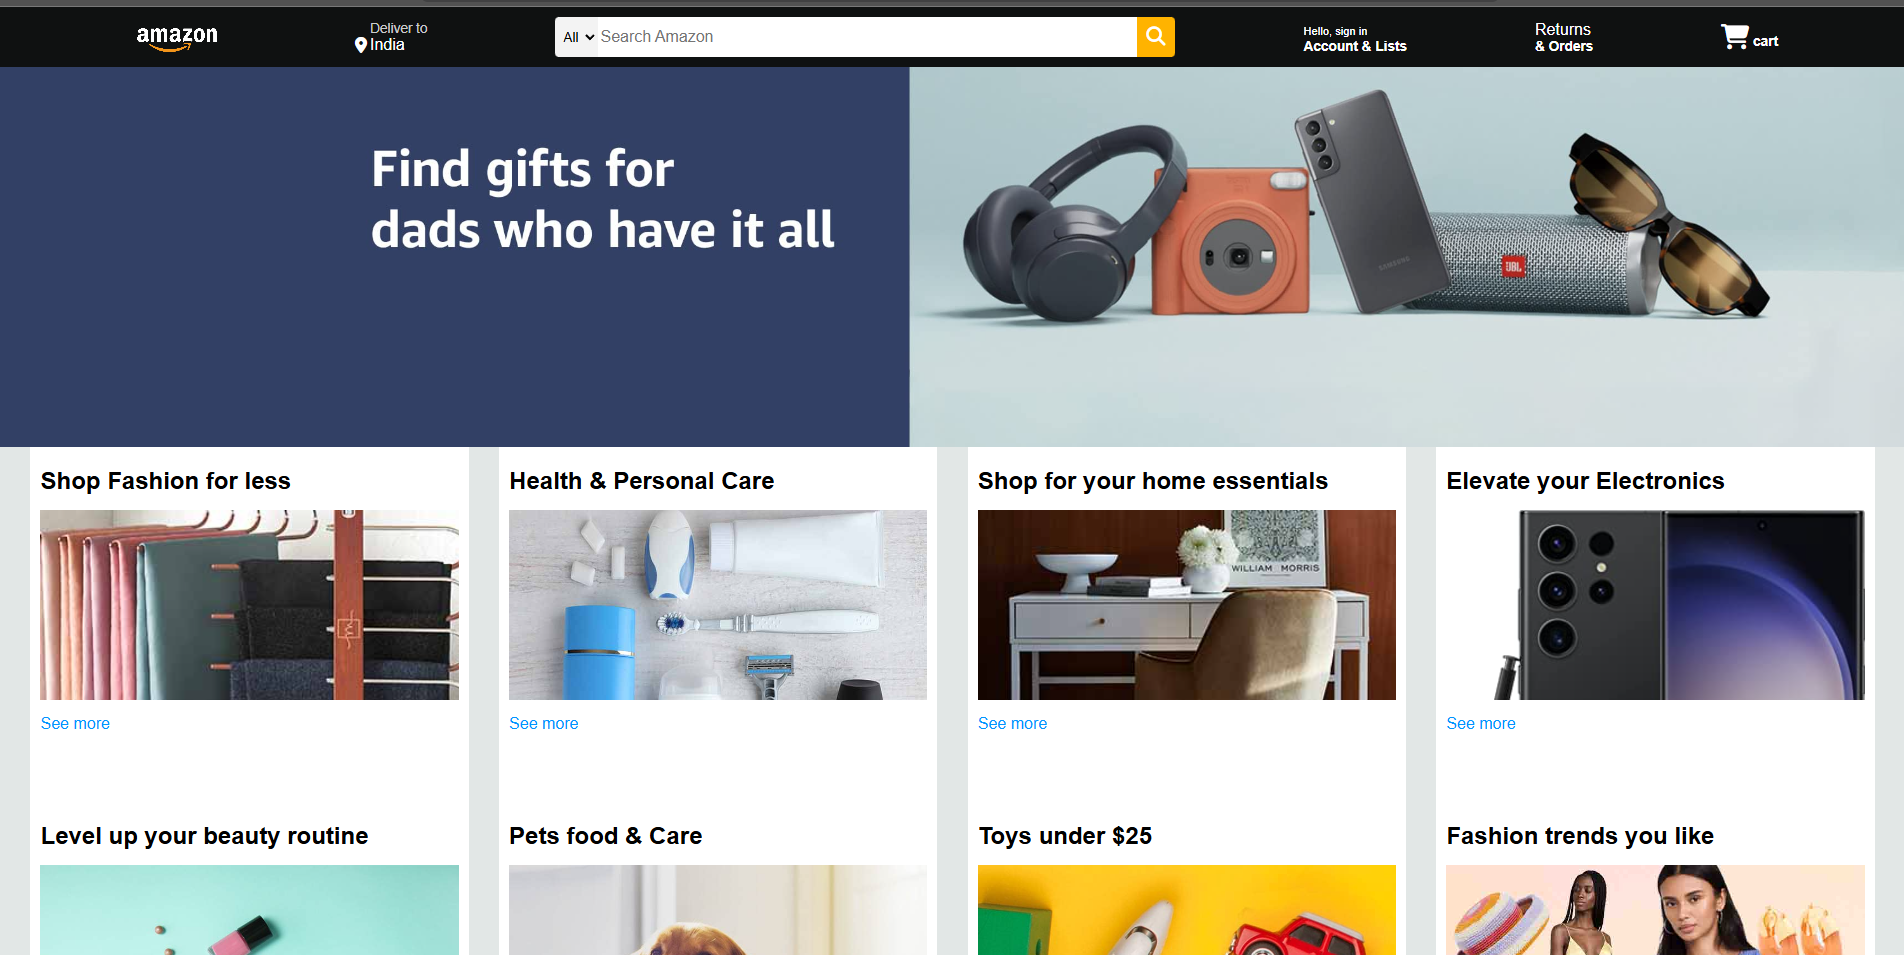 amazon
Deliver to
India
All
Search Amazon
Hello, sign in
Account & Lists
Returns
& Orders
cart
Find gifts for
dads who have it all
SAMSUNG
JBL
Shop Fashion for less
Health & Personal Care
Shop for your home essentials
Elevate your Electronics
WILLIAM MORRIS
See more
See more
See more
See more
Level up your beauty routine
Pets food & Care
Toys under $25
Fashion trends you like